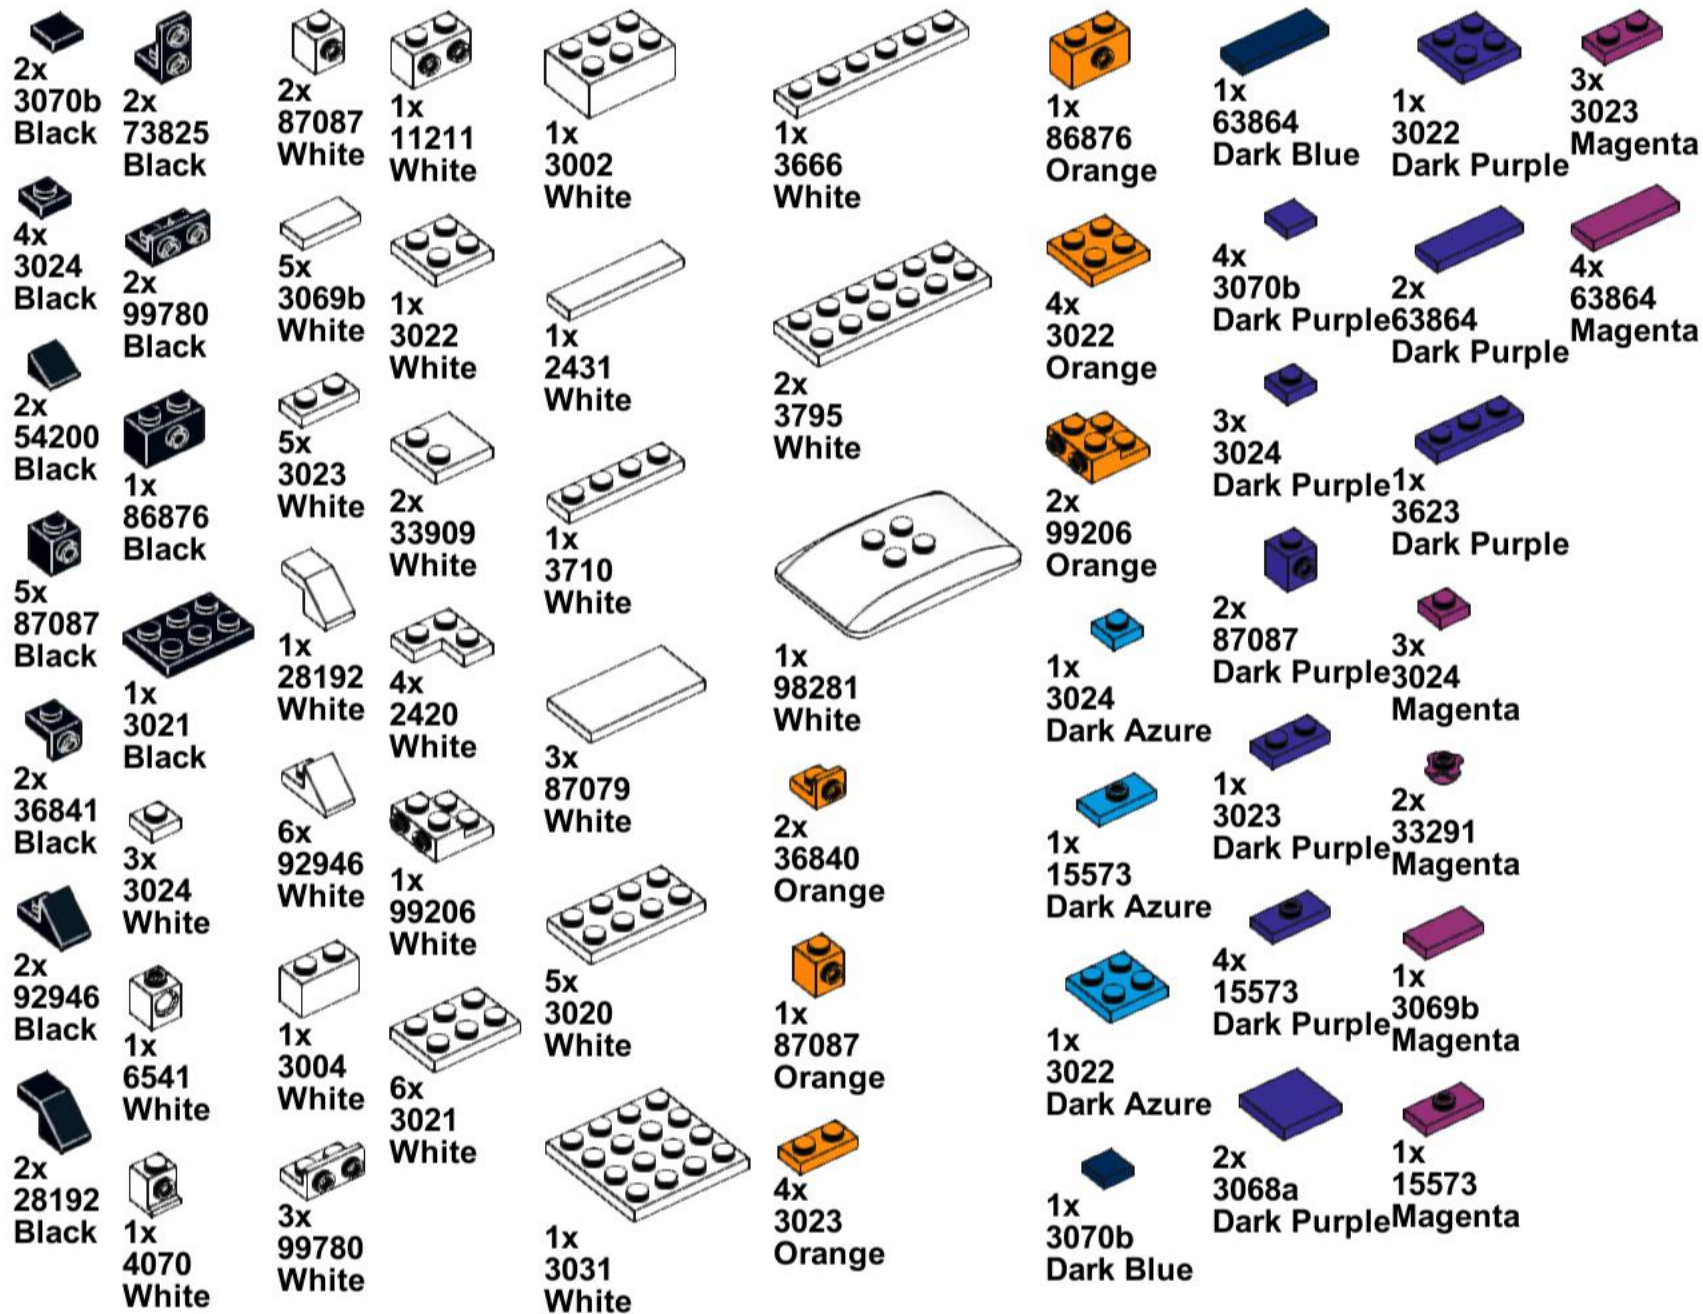 2x
3070b
Black
4x
3024
Black
2x
54200
Black
5x
87087
Black
2x
36841
Black
2x
92946
Black
2x
28192
Black
2x
73825
Black
2x
99780
Black
1x
86876
Black
1x
3021
Black
3x
3024
White
1x
6541
White
1x
4070
White
2x
87087
White
5x
3069b
White
5x
3023
White
1x
28192
White
6x
92946
White
1x
3004
White
3x
99780
White
1x
11211
White
1x
3022
White
2x
33909
White
4x
2420
White
1x
99206
White
6x
3021
White
1x
3002
White
1x
2431
White
1x
3710
White
3x
87079
White
5x
3020
White
1x
3031
White
1x
3666
White
2x
3795
White
1x
98281
White
2x
36840
Orange
1x
87087
Orange
4x
3023
Orange
1x
86876
Orange
4x
3022
Orange
2x
99206
Orange
1x
3024
Dark Azure
1x
15573
Dark Azure
1x
3022
Dark Azure
1x
3070b
Dark Blue
1x
63864
Dark Blue
4x
3070b
Dark Purple
3x
3024
Dark Purple
2x
87087
Dark Purple
1x
3023
Dark Purple
4x
15573
Dark Purple
2x
3068a
Dark Purple
1x
3022
Dark Purple
2x
63864
Dark Purple
1x
3623
Dark Purple
3x
3024
Magenta
2x
33291
Magenta
1x
3069b
Magenta
1x
15573
Magenta
3x
3023
Magenta
4x
63864
Magenta